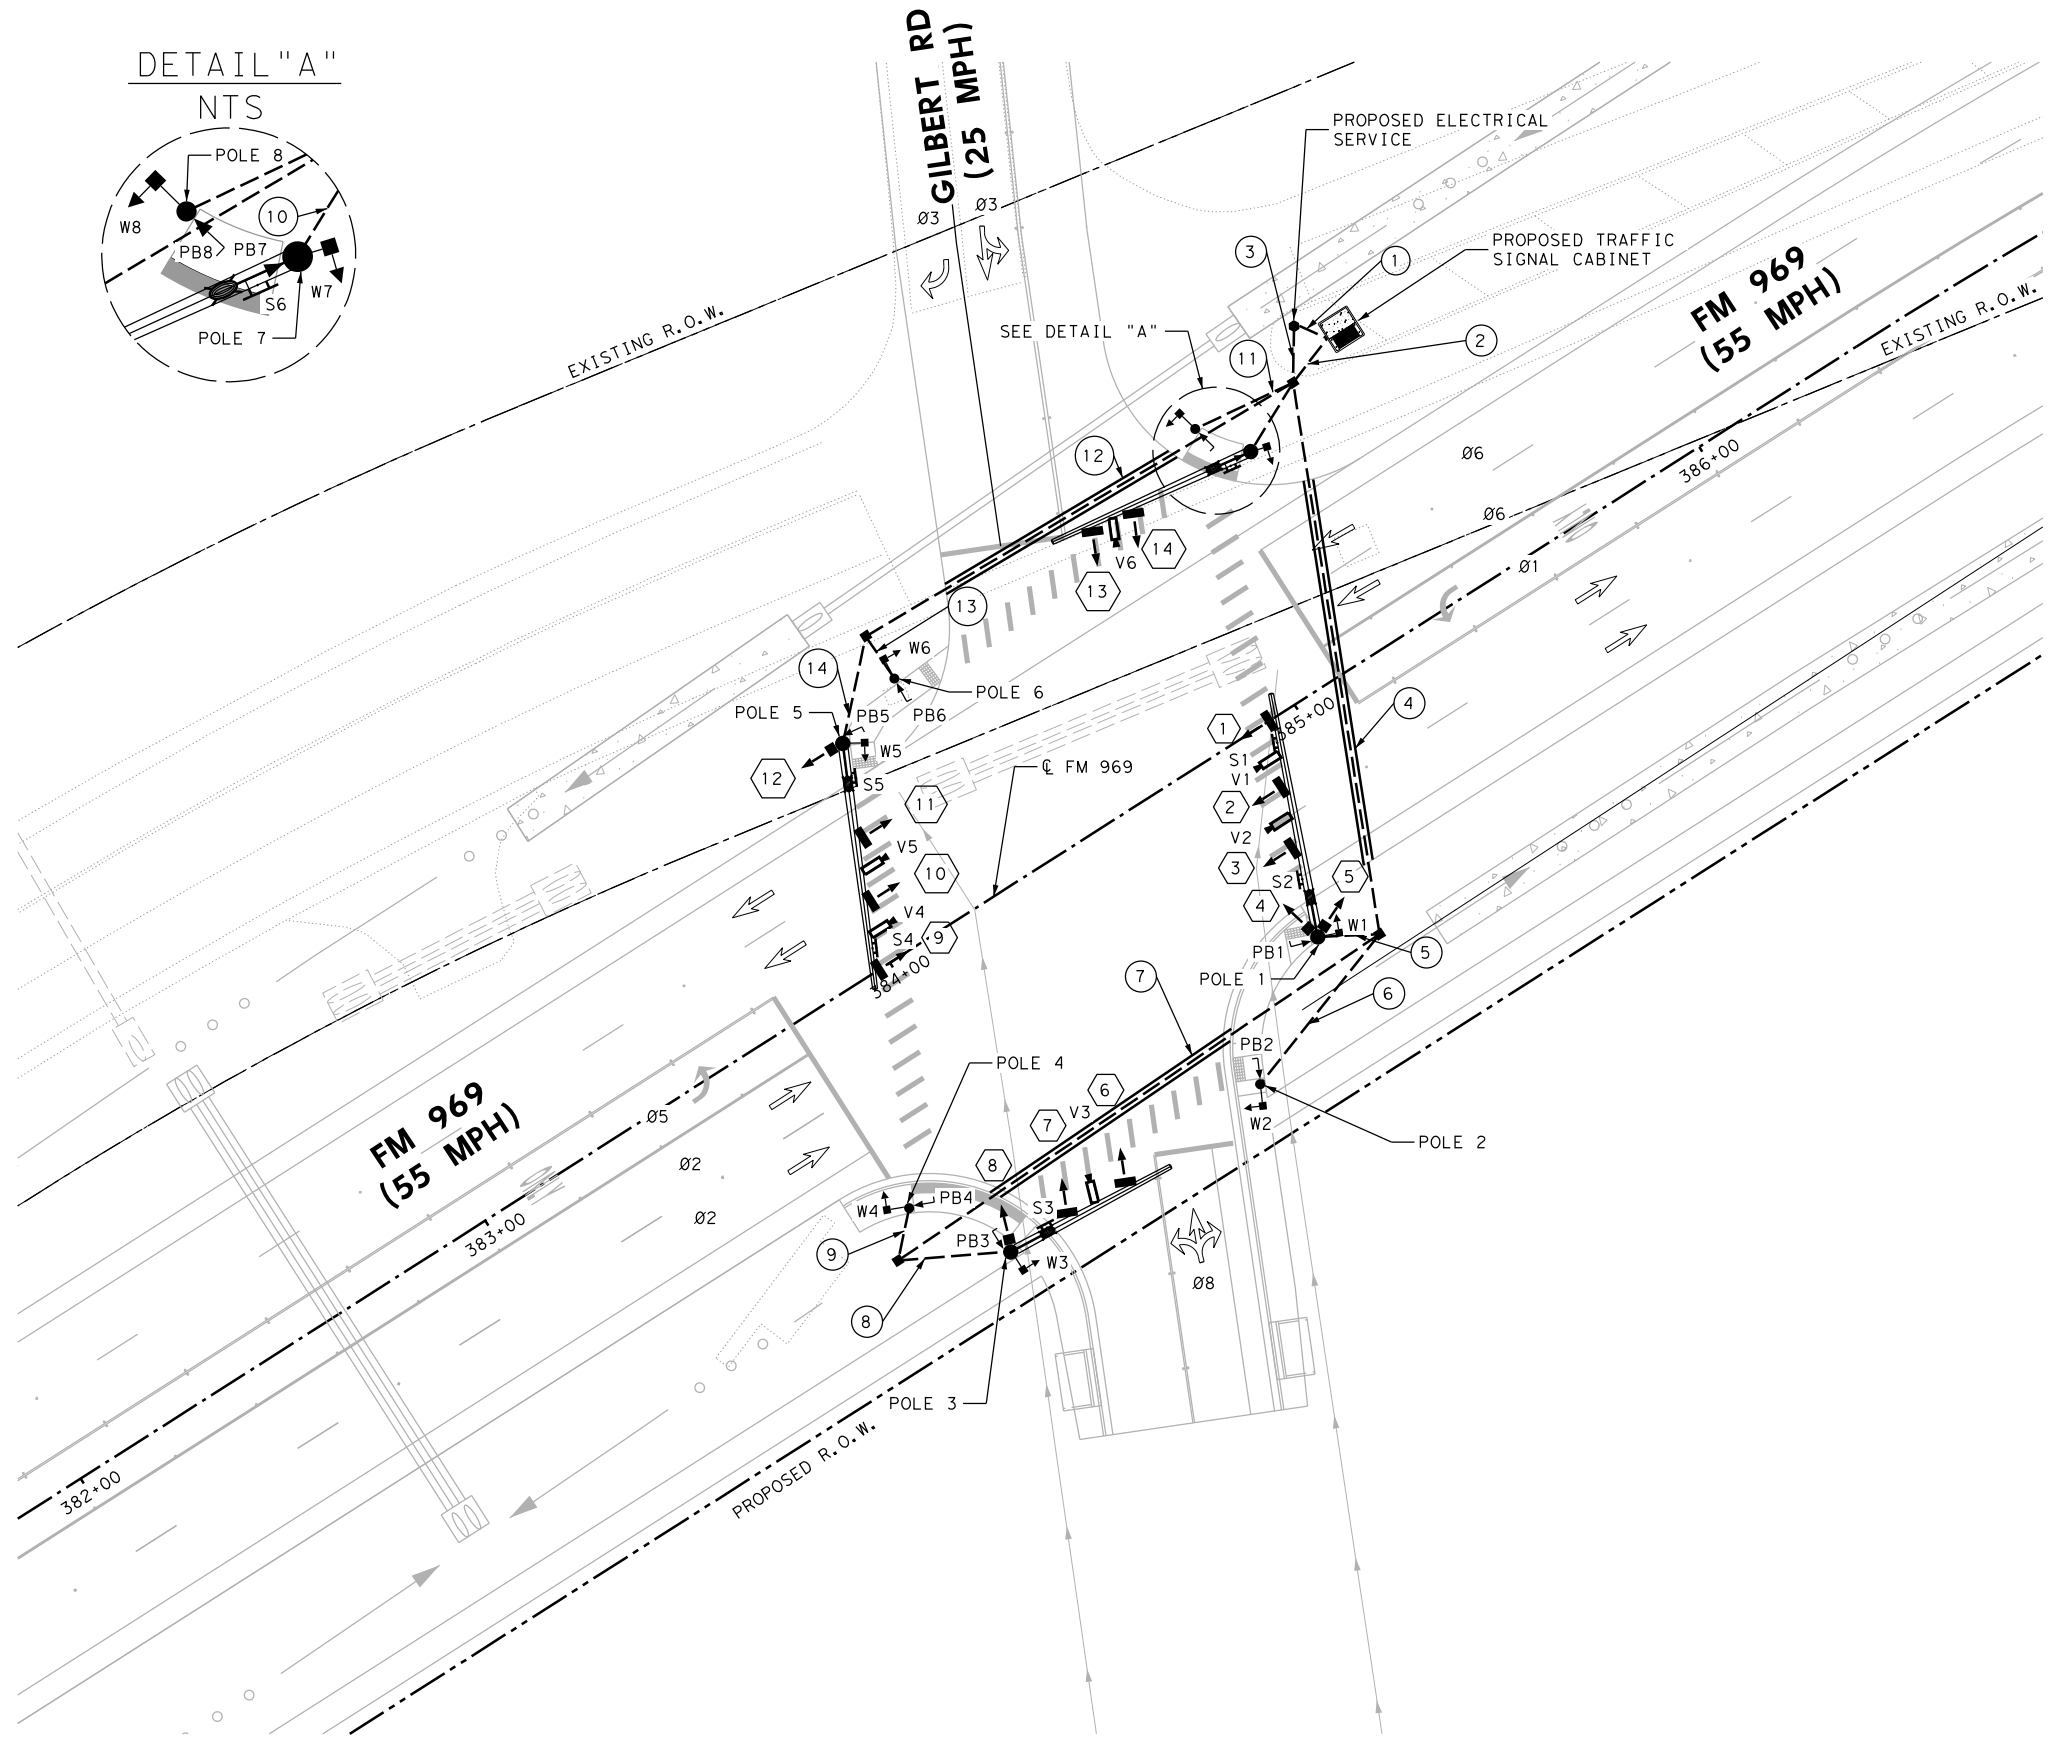 DETAIL "A"
NTS
POLE 8
10
W8
PB8
PB7
W7
S6
POLE 7
GILBERT RD
(25 MPH)
Ø3
Ø3
PROPOSED ELECTRICAL
SERVICE
3
1
PROPOSED TRAFFIC
SIGNAL CABINET
2
FM 969
(55 MPH)
EXISTING R.O.W.
EXISTING R.O.W.
SEE DETAIL "A"
11
12
Ø6
386+00
Ø6
14
V6
13
Ø1
13
W6
14
POLE 6
POLE 5
PB5
PB6
W5
12
S5
11
℄ FM 969
1
385+00
4
S1
V1
2
V2
3
S2
5
4
V5
10
V4
S4
9
384+00
W1
PB1
5
POLE 1
7
6
PB2
POLE 4
6
V3
7
W2
POLE 2
8
FM 969
(55 MPH)
Ø5
Ø2
Ø2
PB4
S3
W4
PB3
W3
9
8
Ø8
383+00
POLE 3
PROPOSED R.O.W.
382+00